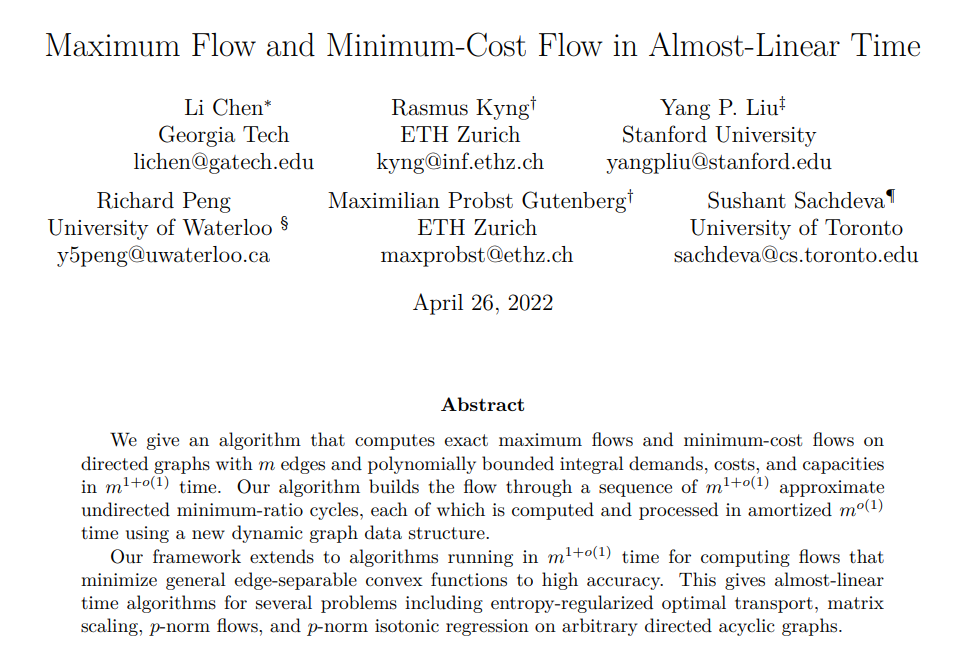 Maximum Flow and Minimum-Cost Flow in Almost-Linear Time
Li Chen* Rasmus Kyng† Yang P. Liu‡
Georgia Tech ETH Zurich Stanford University
lichen@gatech.edu kyng@inf.ethz.ch yangpliu@stanford.edu
Richard Peng Maximilian Probst Gutenberg† Sushant Sachdeva¶
University of Waterloo § ETH Zurich University of Toronto
y5peng@uwaterloo.ca maxprobst@ethz.ch sachdeva@cs.toronto.edu
April 26, 2022
Abstract
We give an algorithm that computes exact maximum flows and minimum-cost flows on
directed graphs with m edges and polynomially bounded integral demands, costs, and capacities
in m^{1+o(1)} time. Our algorithm builds the flow through a sequence of m^{1+o(1)} approximate
undirected minimum-ratio cycles, each of which is computed and processed in amortized m^{o(1)}
time using a new dynamic graph data structure.
Our framework extends to algorithms running in m^{1+o(1)} time for computing flows that
minimize general edge-separable convex functions to high accuracy. This gives almost-linear
time algorithms for several problems including entropy-regularized optimal transport, matrix
scaling, p-norm flows, and p-norm isotonic regression on arbitrary directed acyclic graphs.